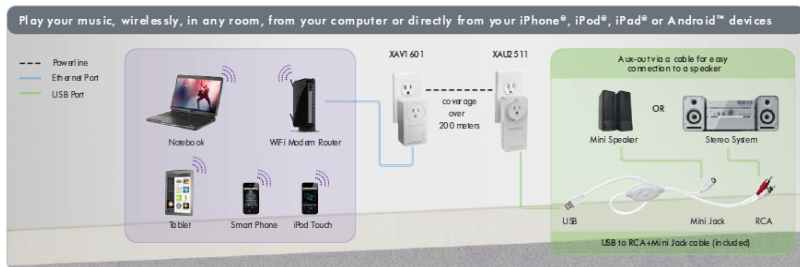 Play your music, wirelessly, in any room, from your computer or directly from your iPhone®, iPod®, iPad® or Android™ devices
Powerline
Ethernet Port
USB Port
Notebook
WiFi Modem Router
Tablet
Smart Phone
iPod Touch
XAV1601
XAU2511
coverage
over
200 meters
Aux-out via a cable for easy
connection to a speaker
OR
Mini Speaker
Stereo System
USB
Mini Jack
RCA
USB to RCA+Mini Jack cable (included)